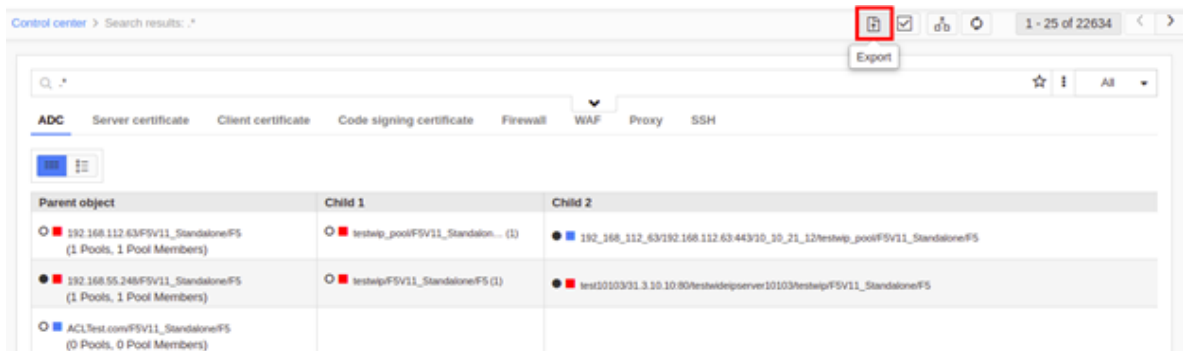 Control center > Search results: .*
1 - 25 of 22634 < >
Export
.*
All
ADC Server certificate Client certificate Code signing certificate Firewall WAF Proxy SSH
Parent object Child 1 Child 2
192.168.112.63/F5V11_Standalone/F5 testwip_pool/F5V11_Standalon... (1) 192_168_112_63/192.168.112.63:443/10_10_21_12/testwip_pool/F5V11_Standalone/F5
(1 Pools, 1 Pool Members)
192.168.55.248/F5V11_Standalone/F5 testwip/F5V11_Standalone/F5 (1) test10103/31.3.10.10:80/testwideipserver10103/testwip/F5V11_Standalone/F5
(1 Pools, 1 Pool Members)
ACLTest.com/F5V11_Standalone/F5
(0 Pools, 0 Pool Members)